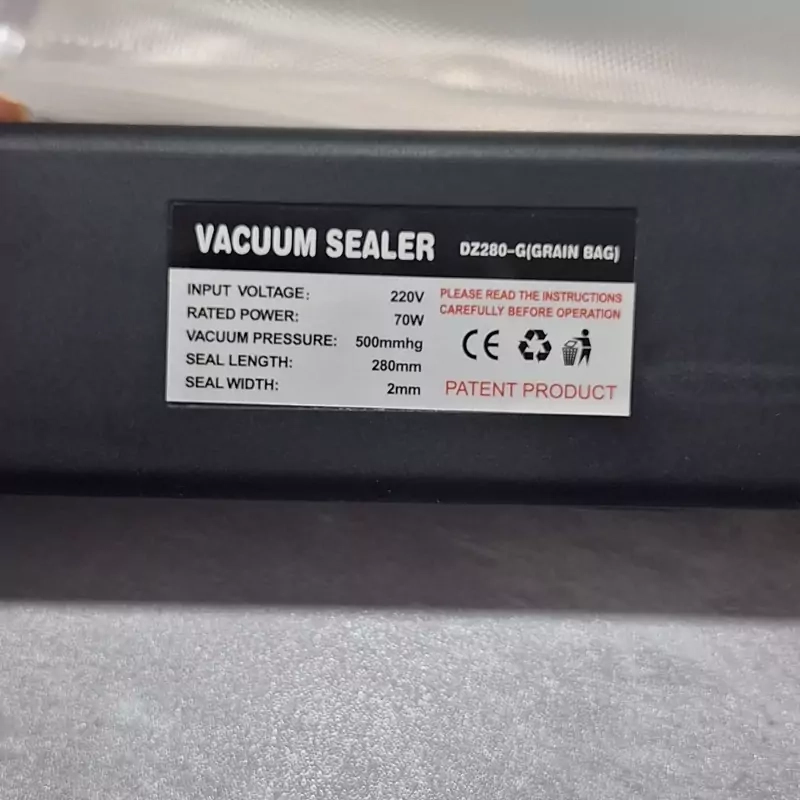 VACUUM SEALER DZ280-G(GRAIN BAG)
INPUT VOLTAGE: 220V
RATED POWER: 70W
VACUUM PRESSURE: 500mmhg
SEAL LENGTH: 280mm
SEAL WIDTH: 2mm
PLEASE READ THE INSTRUCTIONS
CAREFULLY BEFORE OPERATION
CE
PATENT PRODUCT